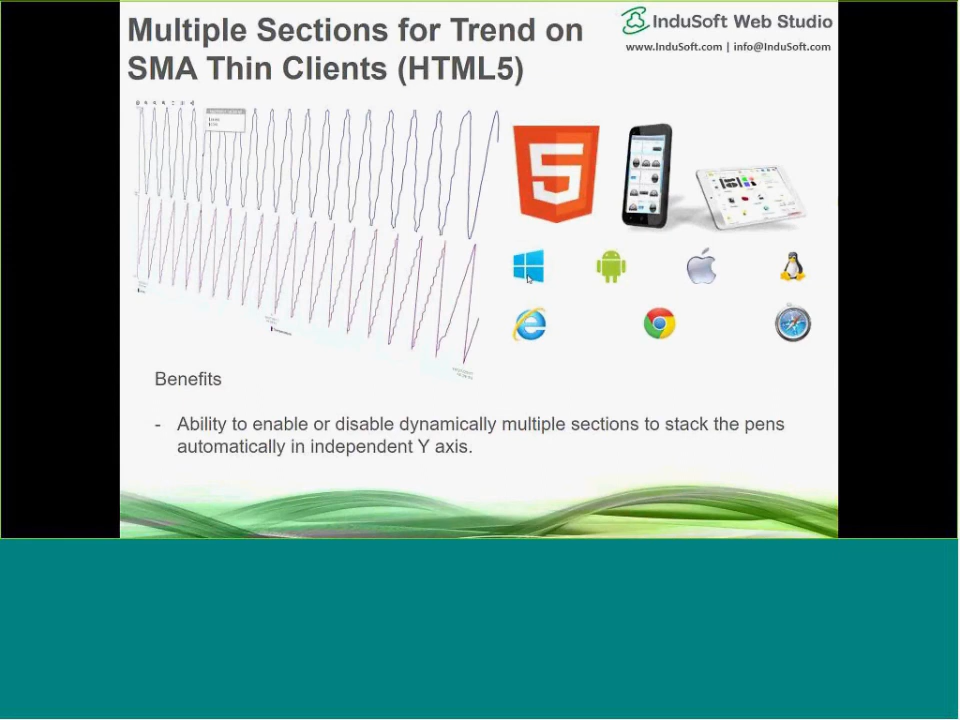 Multiple Sections for Trend on
SMA Thin Clients (HTML5)
InduSoft Web Studio
www.InduSoft.com | info@InduSoft.com
5
Benefits
- Ability to enable or disable dynamically multiple sections to stack the pens
automatically in independent Y axis.